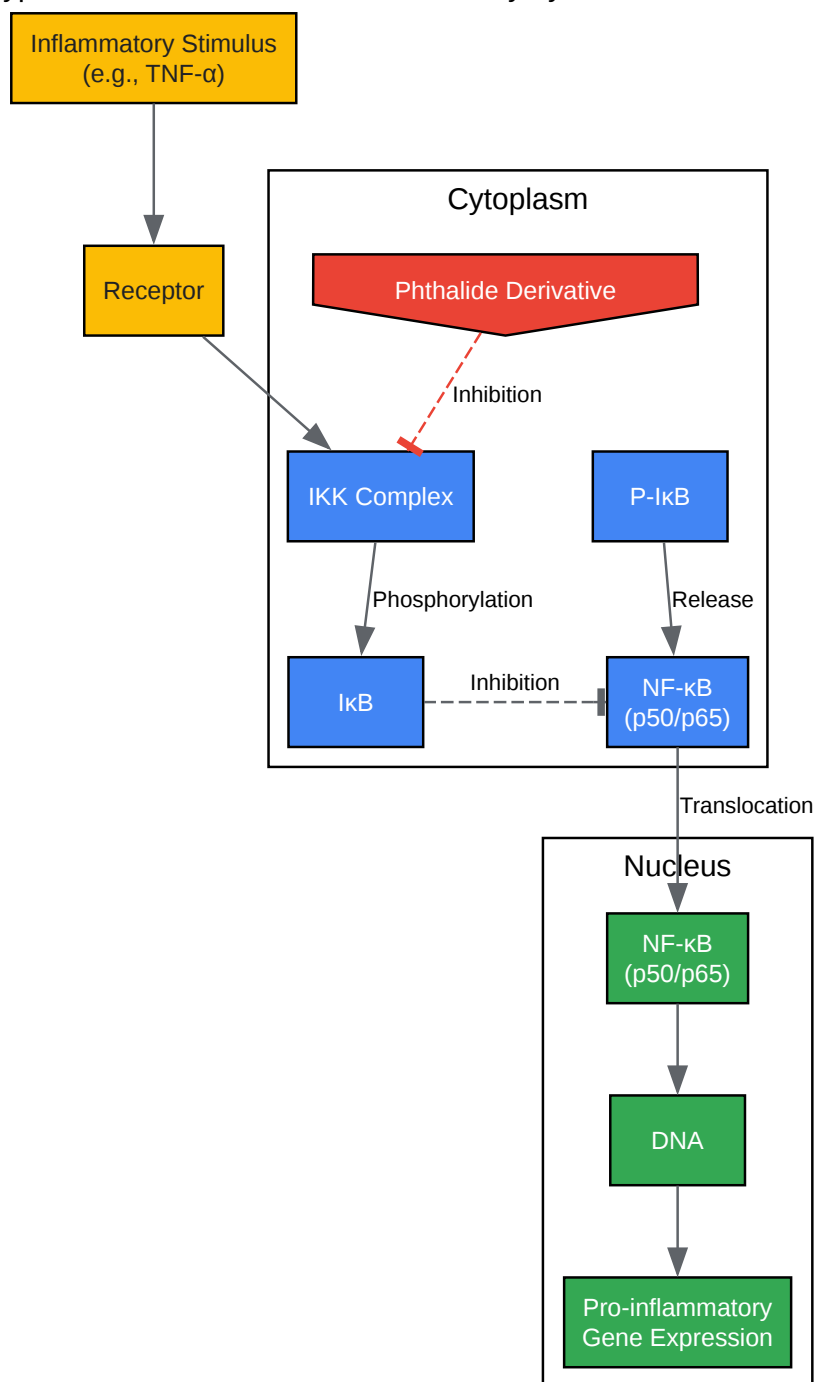 Inflammatory Stimulus
(e.g., TNF-α)
Cytoplasm
Receptor
Phthalide Derivative
Inhibition
IKK Complex
P-IκB
Phosphorylation
Release
IκB
Inhibition
NF-κB
(p50/p65)
Translocation
Nucleus
NF-κB
(p50/p65)
DNA
Pro-inflammatory
Gene Expression